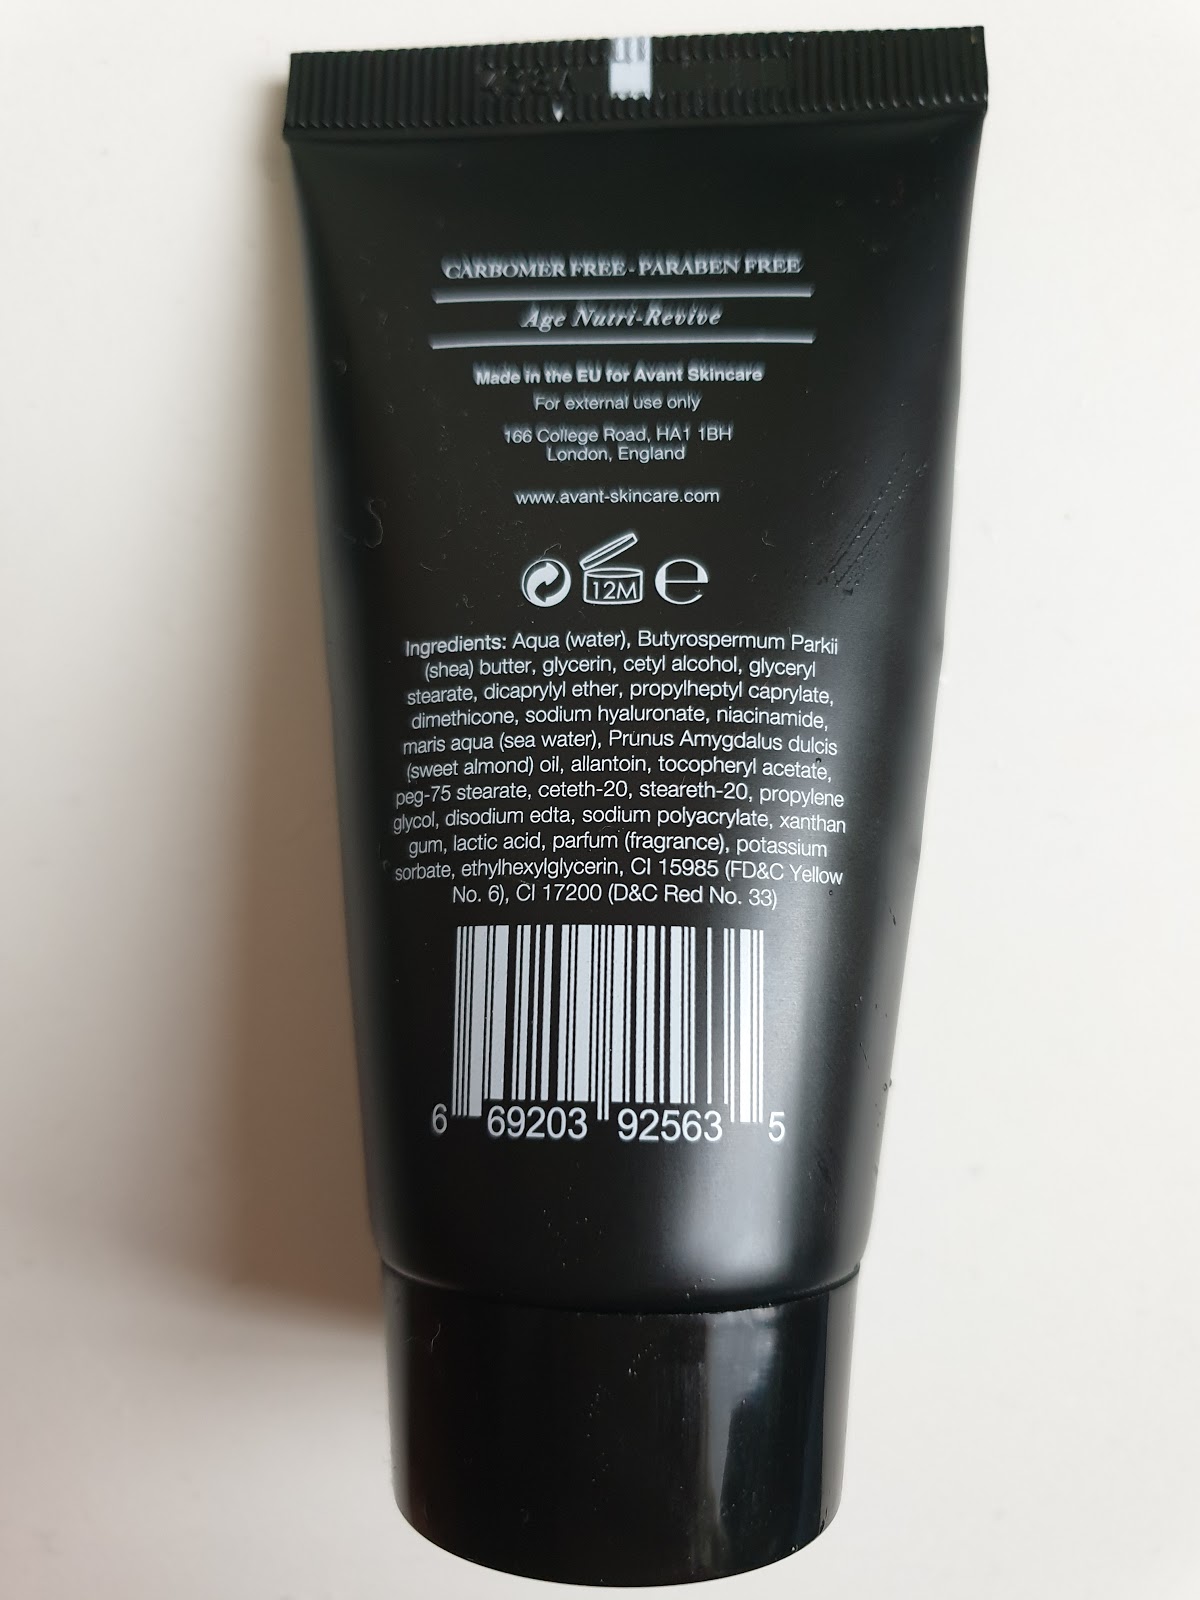 CARBOMER FREE - PARABEN FREE
Age Nutri-Revive
Made in the EU for Avant Skincare
For external use only
166 College Road, HA1 1BH
London, England
www.avant-skincare.com
12M e
Ingredients: Aqua (water), Butyrospermum Parkii
(shea) butter, glycerin, cetyl alcohol, glyceryl
stearate, dicaprylyl ether, propylheptyl caprylate,
dimethicone, sodium hyaluronate, niacinamide,
maris aqua (sea water), Prunus Amygdalus dulcis
(sweet almond) oil, allantoin, tocopheryl acetate,
peg-75 stearate, ceteth-20, steareth-20, propylene
glycol, disodium edta, sodium polyacrylate, xanthan
gum, lactic acid, parfum (fragrance), potassium
sorbate, ethylhexylglycerin, CI 15985 (FD&C Yellow
No. 6), CI 17200 (D&C Red No. 33)
6 69203 92563 5